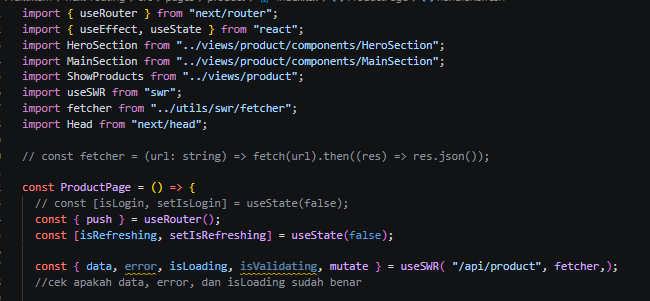 import { useRouter } from "next/router";
import { useEffect, useState } from "react";
import HeroSection from "../views/product/components/HeroSection";
import MainSection from "../views/product/components/MainSection";
import ShowProducts from "../views/product";
import useSWR from "swr";
import fetcher from "../utils/swr/fetcher";
import Head from "next/head";
// const fetcher = (url: string) => fetch(url).then((res) => res.json());
const ProductPage = () => {
// const [isLogin, setIsLogin] = useState(false);
const { push } = useRouter();
const [isRefreshing, setIsRefreshing] = useState(false);
const { data, error, isLoading, isValidating, mutate } = useSWR( "/api/product", fetcher,);
//cek apakah data, error, dan isLoading sudah benar